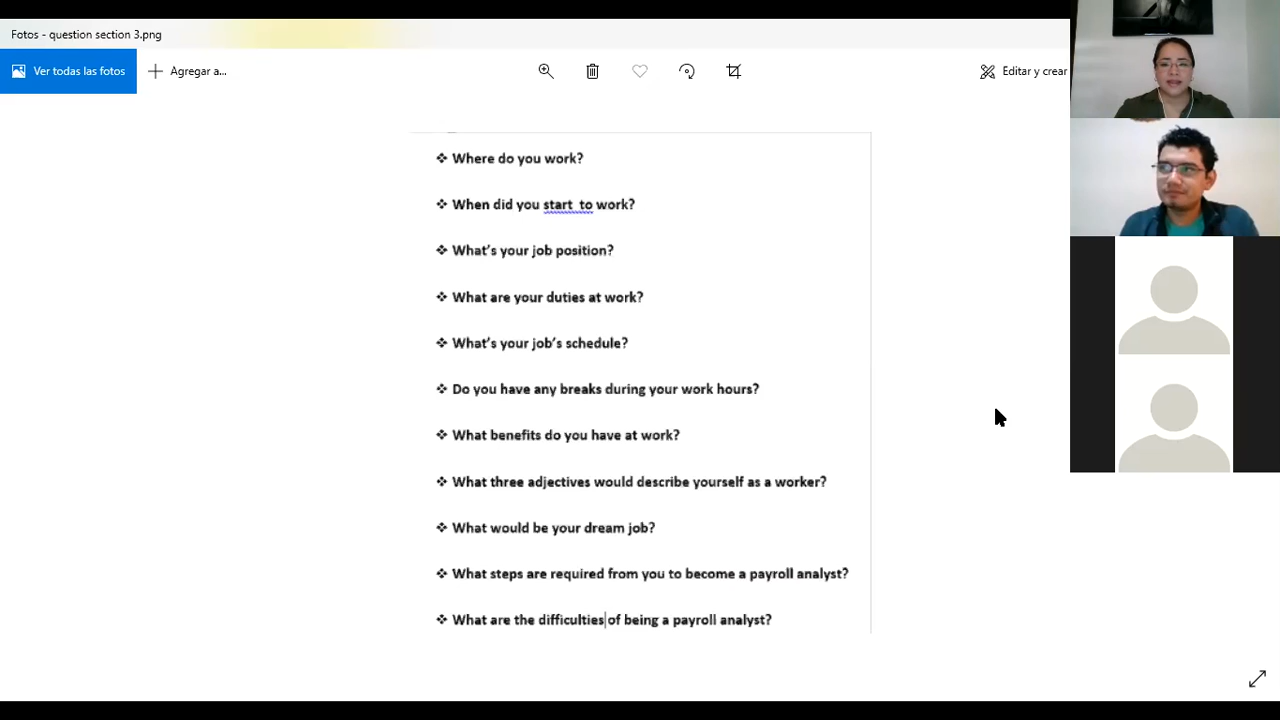 Fotos - question section 3.png
Ver todas las fotos
Agregar a...
Editar y crear
❖ Where do you work?
❖ When did you start  to work?
❖ What's your job position?
❖ What are your duties at work?
❖ What's your job's schedule?
❖ Do you have any breaks during your work hours?
❖ What benefits do you have at work?
❖ What three adjectives would describe yourself as a worker?
❖ What would be your dream job?
❖ What steps are required from you to become a payroll analyst?
❖ What are the difficulties of being a payroll analyst?